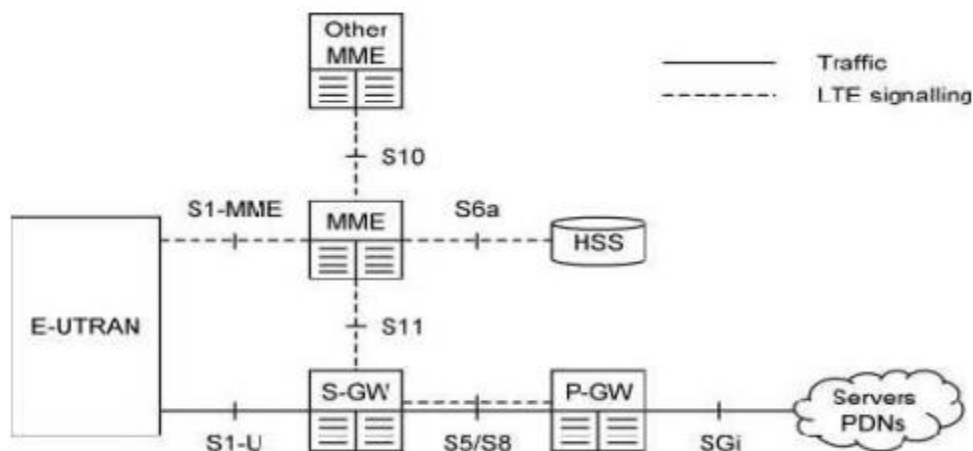 Other
MME
Traffic
LTE signalling
S10
S1-MME
MME
S6a
HSS
E-UTRAN
S11
S-GW
P-GW
Servers
PDNs
S1-U
S5/S8
SGi